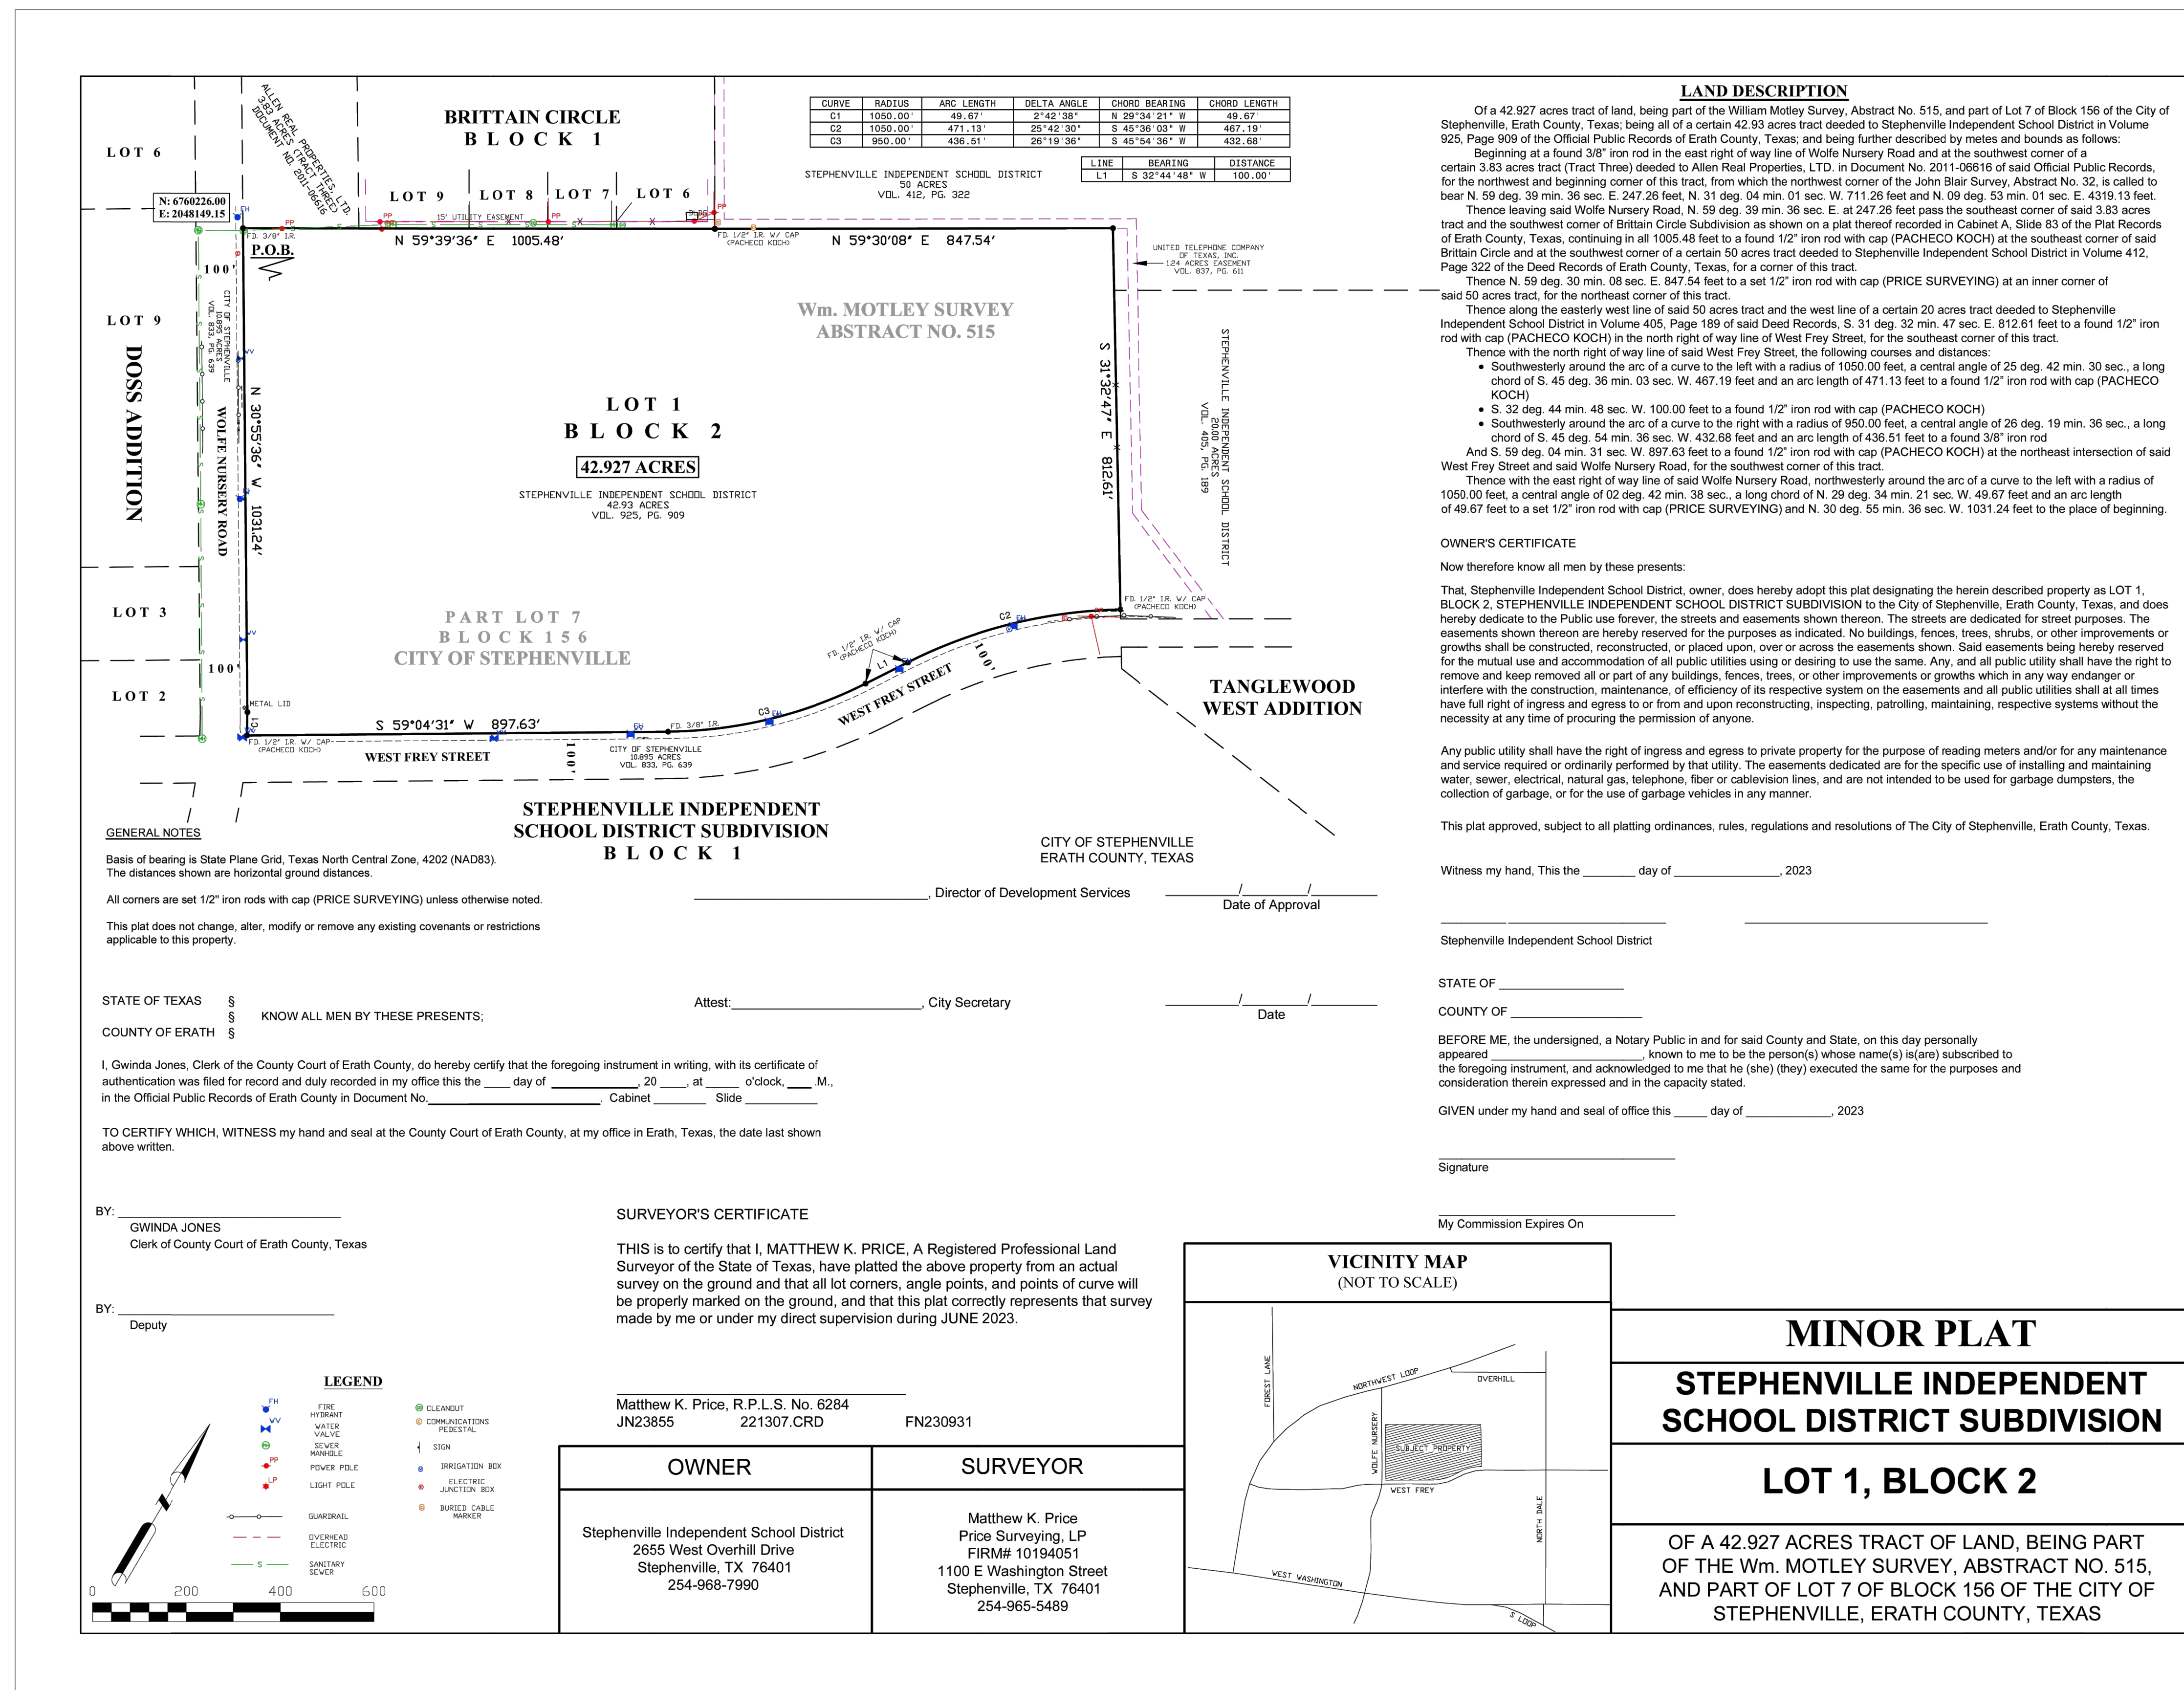 LOT 6
ALLEN REAL PROPERTIES, LTD.
3.83 ACRES (TRACT THREE)
DOCUMENT NO. 2011-06616
BRITTAIN CIRCLE
BLOCK 1
LOT 9
LOT 8
LOT 7
LOT 6
N: 6760226.00
E: 2048149.15
FH
PP
15' UTILITY EASEMENT
PP
FD. 3/8" I.R.
P.O.B.
N 59°39'36" E 1005.48'
FD. 1/2" I.R. W/ CAP
(PACHECO KOCH)
N 59°30'08" E 847.54'
CURVE RADIUS ARC LENGTH DELTA ANGLE CHORD BEARING CHORD LENGTH
C1 1050.00' 49.67' 2°42'38" N 29°34'21" W 49.67'
C2 1050.00' 471.13' 25°42'30" S 45°36'03" W 467.19'
C3 950.00' 436.51' 26°19'36" S 45°54'36" W 432.68'
LINE BEARING DISTANCE
L1 S 32°44'48" W 100.00'
STEPHENVILLE INDEPENDENT SCHOOL DISTRICT
50 ACRES
VOL. 412, PG. 322
UNITED TELEPHONE COMPANY
OF TEXAS, INC.
1.24 ACRES EASEMENT
VOL. 837, PG. 611
100'
CITY OF STEPHENVILLE
10.895 ACRES
VOL. 833, PG. 639
LOT 9
DOSS ADDITION
WOLFE NURSERY ROAD
N 30°55'36" W 1031.24'
Wm. MOTLEY SURVEY
ABSTRACT NO. 515
LOT 1
BLOCK 2
42.927 ACRES
STEPHENVILLE INDEPENDENT SCHOOL DISTRICT
42.93 ACRES
VOL. 925, PG. 909
S 31°32'47" E 812.61'
STEPHENVILLE INDEPENDENT SCHOOL DISTRICT
20.00 ACRES
VOL. 405, PG. 189
LOT 3
PART LOT 7
BLOCK 156
CITY OF STEPHENVILLE
FD. 1/2" I.R. W/ CAP
(PACHECO KOCH)
FD. 1/2" I.R. W/ CAP
(PACHECO KOCH)
C2
L1
100'
WEST FREY STREET
100'
LOT 2
METAL LID
C1
C3
TANGLEWOOD
WEST ADDITION
S 59°04'31" W 897.63'
FD. 3/8" I.R.
FD. 1/2" I.R. W/ CAP
(PACHECO KOCH)
WEST FREY STREET
100'
CITY OF STEPHENVILLE
10.895 ACRES
VOL. 833, PG. 639
STEPHENVILLE INDEPENDENT
SCHOOL DISTRICT SUBDIVISION
BLOCK 1
GENERAL NOTES
Basis of bearing is State Plane Grid, Texas North Central Zone, 4202 (NAD83).
The distances shown are horizontal ground distances.
All corners are set 1/2" iron rods with cap (PRICE SURVEYING) unless otherwise noted.
This plat does not change, alter, modify or remove any existing covenants or restrictions
applicable to this property.
CITY OF STEPHENVILLE
ERATH COUNTY, TEXAS
, Director of Development Services
Date of Approval
Attest: , City Secretary
Date
STATE OF TEXAS §
§ KNOW ALL MEN BY THESE PRESENTS;
COUNTY OF ERATH §
I, Gwinda Jones, Clerk of the County Court of Erath County, do hereby certify that the foregoing instrument in writing, with its certificate of
authentication was filed for record and duly recorded in my office this the ____ day of ____________, 20 ____, at _____ o'clock, ____ .M.,
in the Official Public Records of Erath County in Document No.____________. Cabinet ________ Slide __________
TO CERTIFY WHICH, WITNESS my hand and seal at the County Court of Erath County, at my office in Erath, Texas, the date last shown
above written.
BY:
GWINDA JONES
Clerk of County Court of Erath County, Texas
BY:
Deputy
SURVEYOR'S CERTIFICATE
THIS is to certify that I, MATTHEW K. PRICE, A Registered Professional Land
Surveyor of the State of Texas, have platted the above property from an actual
survey on the ground and that all lot corners, angle points, and points of curve will
be properly marked on the ground, and that this plat correctly represents that survey
made by me or under my direct supervision during JUNE 2023.
Matthew K. Price, R.P.L.S. No. 6284
JN23855 221307.CRD FN230931
LEGEND
FH FIRE
HYDRANT
WV WATER
VALVE
SEWER
MANHOLE
PP POWER POLE
LP LIGHT POLE
CLEANOUT
COMMUNICATIONS
PEDESTAL
SIGN
IRRIGATION BOX
ELECTRIC
JUNCTION BOX
BURIED CABLE
MARKER
GUARDRAIL
OVERHEAD
ELECTRIC
S SANITARY
SEWER
N
0 200 400 600
OWNER
Stephenville Independent School District
2655 West Overhill Drive
Stephenville, TX 76401
254-968-7990
SURVEYOR
Matthew K. Price
Price Surveying, LP
FIRM# 10194051
1100 E Washington Street
Stephenville, TX 76401
254-965-5489
LAND DESCRIPTION
Of a 42.927 acres tract of land, being part of the William Motley Survey, Abstract No. 515, and part of Lot 7 of Block 156 of the City of
Stephenville, Erath County, Texas; being all of a certain 42.93 acres tract deeded to Stephenville Independent School District in Volume
925, Page 909 of the Official Public Records of Erath County, Texas; and being further described by metes and bounds as follows:
Beginning at a found 3/8" iron rod in the east right of way line of Wolfe Nursery Road and at the southwest corner of a
certain 3.83 acres tract (Tract Three) deeded to Allen Real Properties, LTD. in Document No. 2011-06616 of said Official Public Records,
for the northwest and beginning corner of this tract, from which the northwest corner of the John Blair Survey, Abstract No. 32, is called to
bear N. 59 deg. 39 min. 36 sec. E. 247.26 feet, N. 31 deg. 04 min. 01 sec. W. 711.26 feet and N. 09 deg. 53 min. 01 sec. E. 4319.13 feet.
Thence leaving said Wolfe Nursery Road, N. 59 deg. 39 min. 36 sec. E. at 247.26 feet pass the southeast corner of said 3.83 acres
tract and the southwest corner of Brittain Circle Subdivision as shown on a plat thereof recorded in Cabinet A, Slide 83 of the Plat Records
of Erath County, Texas, continuing in all 1005.48 feet to a found 1/2" iron rod with cap (PACHECO KOCH) at the southeast corner of said
Brittain Circle and at the southwest corner of a certain 50 acres tract deeded to Stephenville Independent School District in Volume 412,
Page 322 of the Deed Records of Erath County, Texas, for a corner of this tract.
Thence N. 59 deg. 30 min. 08 sec. E. 847.54 feet to a set 1/2" iron rod with cap (PRICE SURVEYING) at an inner corner of
said 50 acres tract, for the northeast corner of this tract.
Thence along the easterly west line of said 50 acres tract and the west line of a certain 20 acres tract deeded to Stephenville
Independent School District in Volume 405, Page 189 of said Deed Records, S. 31 deg. 32 min. 47 sec. E. 812.61 feet to a found 1/2" iron
rod with cap (PACHECO KOCH) in the north right of way line of West Frey Street, for the southeast corner of this tract.
Thence with the north right of way line of said West Frey Street, the following courses and distances:
• Southwesterly around the arc of a curve to the left with a radius of 1050.00 feet, a central angle of 25 deg. 42 min. 30 sec., a long
chord of S. 45 deg. 36 min. 03 sec. W. 467.19 feet and an arc length of 471.13 feet to a found 1/2" iron rod with cap (PACHECO
KOCH)
• S. 32 deg. 44 min. 48 sec. W. 100.00 feet to a found 1/2" iron rod with cap (PACHECO KOCH)
• Southwesterly around the arc of a curve to the right with a radius of 950.00 feet, a central angle of 26 deg. 19 min. 36 sec., a long
chord of S. 45 deg. 54 min. 36 sec. W. 432.68 feet and an arc length of 436.51 feet to a found 3/8" iron rod
And S. 59 deg. 04 min. 31 sec. W. 897.63 feet to a found 1/2" iron rod with cap (PACHECO KOCH) at the northeast intersection of said
West Frey Street and said Wolfe Nursery Road, for the southwest corner of this tract.
Thence with the east right of way line of said Wolfe Nursery Road, northwesterly around the arc of a curve to the left with a radius of
1050.00 feet, a central angle of 02 deg. 42 min. 38 sec., a long chord of N. 29 deg. 34 min. 21 sec. W. 49.67 feet and an arc length
of 49.67 feet to a set 1/2" iron rod with cap (PRICE SURVEYING) and N. 30 deg. 55 min. 36 sec. W. 1031.24 feet to the place of beginning.
OWNER'S CERTIFICATE
Now therefore know all men by these presents:
That, Stephenville Independent School District, owner, does hereby adopt this plat designating the herein described property as LOT 1,
BLOCK 2, STEPHENVILLE INDEPENDENT SCHOOL DISTRICT SUBDIVISION to the City of Stephenville, Erath County, Texas, and does
hereby dedicate to the Public use forever, the streets and easements shown thereon. The streets are dedicated for street purposes. The
easements shown thereon are hereby reserved for the purposes as indicated. No buildings, fences, trees, shrubs, or other improvements or
growths shall be constructed, reconstructed, or placed upon, over or across the easements shown. Said easements being hereby reserved
for the mutual use and accommodation of all public utilities using or desiring to use the same. Any, and all public utility shall have the right to
remove and keep removed all or part of any buildings, fences, trees, or other improvements or growths which in any way endanger or
interfere with the construction, maintenance, of efficiency of its respective system on the easements and all public utilities shall at all times
have full right of ingress and egress to or from and upon reconstructing, inspecting, patrolling, maintaining, respective systems without the
necessity at any time of procuring the permission of anyone.
Any public utility shall have the right of ingress and egress to private property for the purpose of reading meters and/or for any maintenance
and service required or ordinarily performed by that utility. The easements dedicated are for the specific use of installing and maintaining
water, sewer, electrical, natural gas, telephone, fiber or cablevision lines, and are not intended to be used for garbage dumpsters, the
collection of garbage, or for the use of garbage vehicles in any manner.
This plat approved, subject to all platting ordinances, rules, regulations and resolutions of The City of Stephenville, Erath County, Texas.
Witness my hand, This the ________ day of ________________, 2023
Stephenville Independent School District
STATE OF
COUNTY OF
BEFORE ME, the undersigned, a Notary Public in and for said County and State, on this day personally
appeared ______________________, known to me to be the person(s) whose name(s) is(are) subscribed to
the foregoing instrument, and acknowledged to me that he (she) (they) executed the same for the purposes and
consideration therein expressed and in the capacity stated.
GIVEN under my hand and seal of office this _____ day of _____________, 2023
Signature
My Commission Expires On
VICINITY MAP
(NOT TO SCALE)
FOREST LANE
NORTHWEST LOOP
OVERHILL
WOLFE NURSERY
SUBJECT PROPERTY
WEST FREY
NORTH DALE
WEST WASHINGTON
S LOOP
MINOR PLAT
STEPHENVILLE INDEPENDENT
SCHOOL DISTRICT SUBDIVISION
LOT 1, BLOCK 2
OF A 42.927 ACRES TRACT OF LAND, BEING PART
OF THE Wm. MOTLEY SURVEY, ABSTRACT NO. 515,
AND PART OF LOT 7 OF BLOCK 156 OF THE CITY OF
STEPHENVILLE, ERATH COUNTY, TEXAS